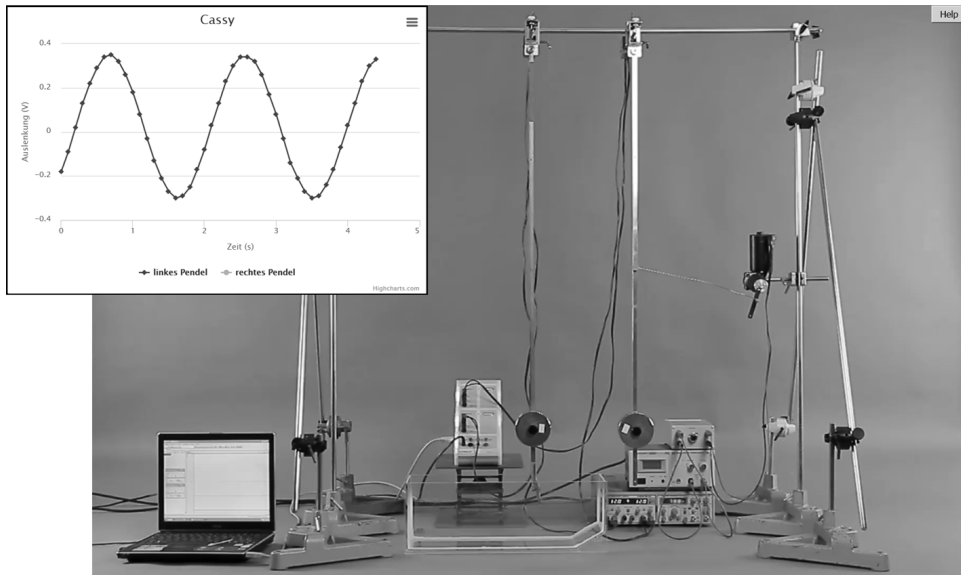 Cassy
Help
0.4
0.2
0
−0.2
−0.4
Auslenkung (V)
0 1 2 3 4 5
Zeit (s)
linkes Pendel rechtes Pendel
Highcharts.com